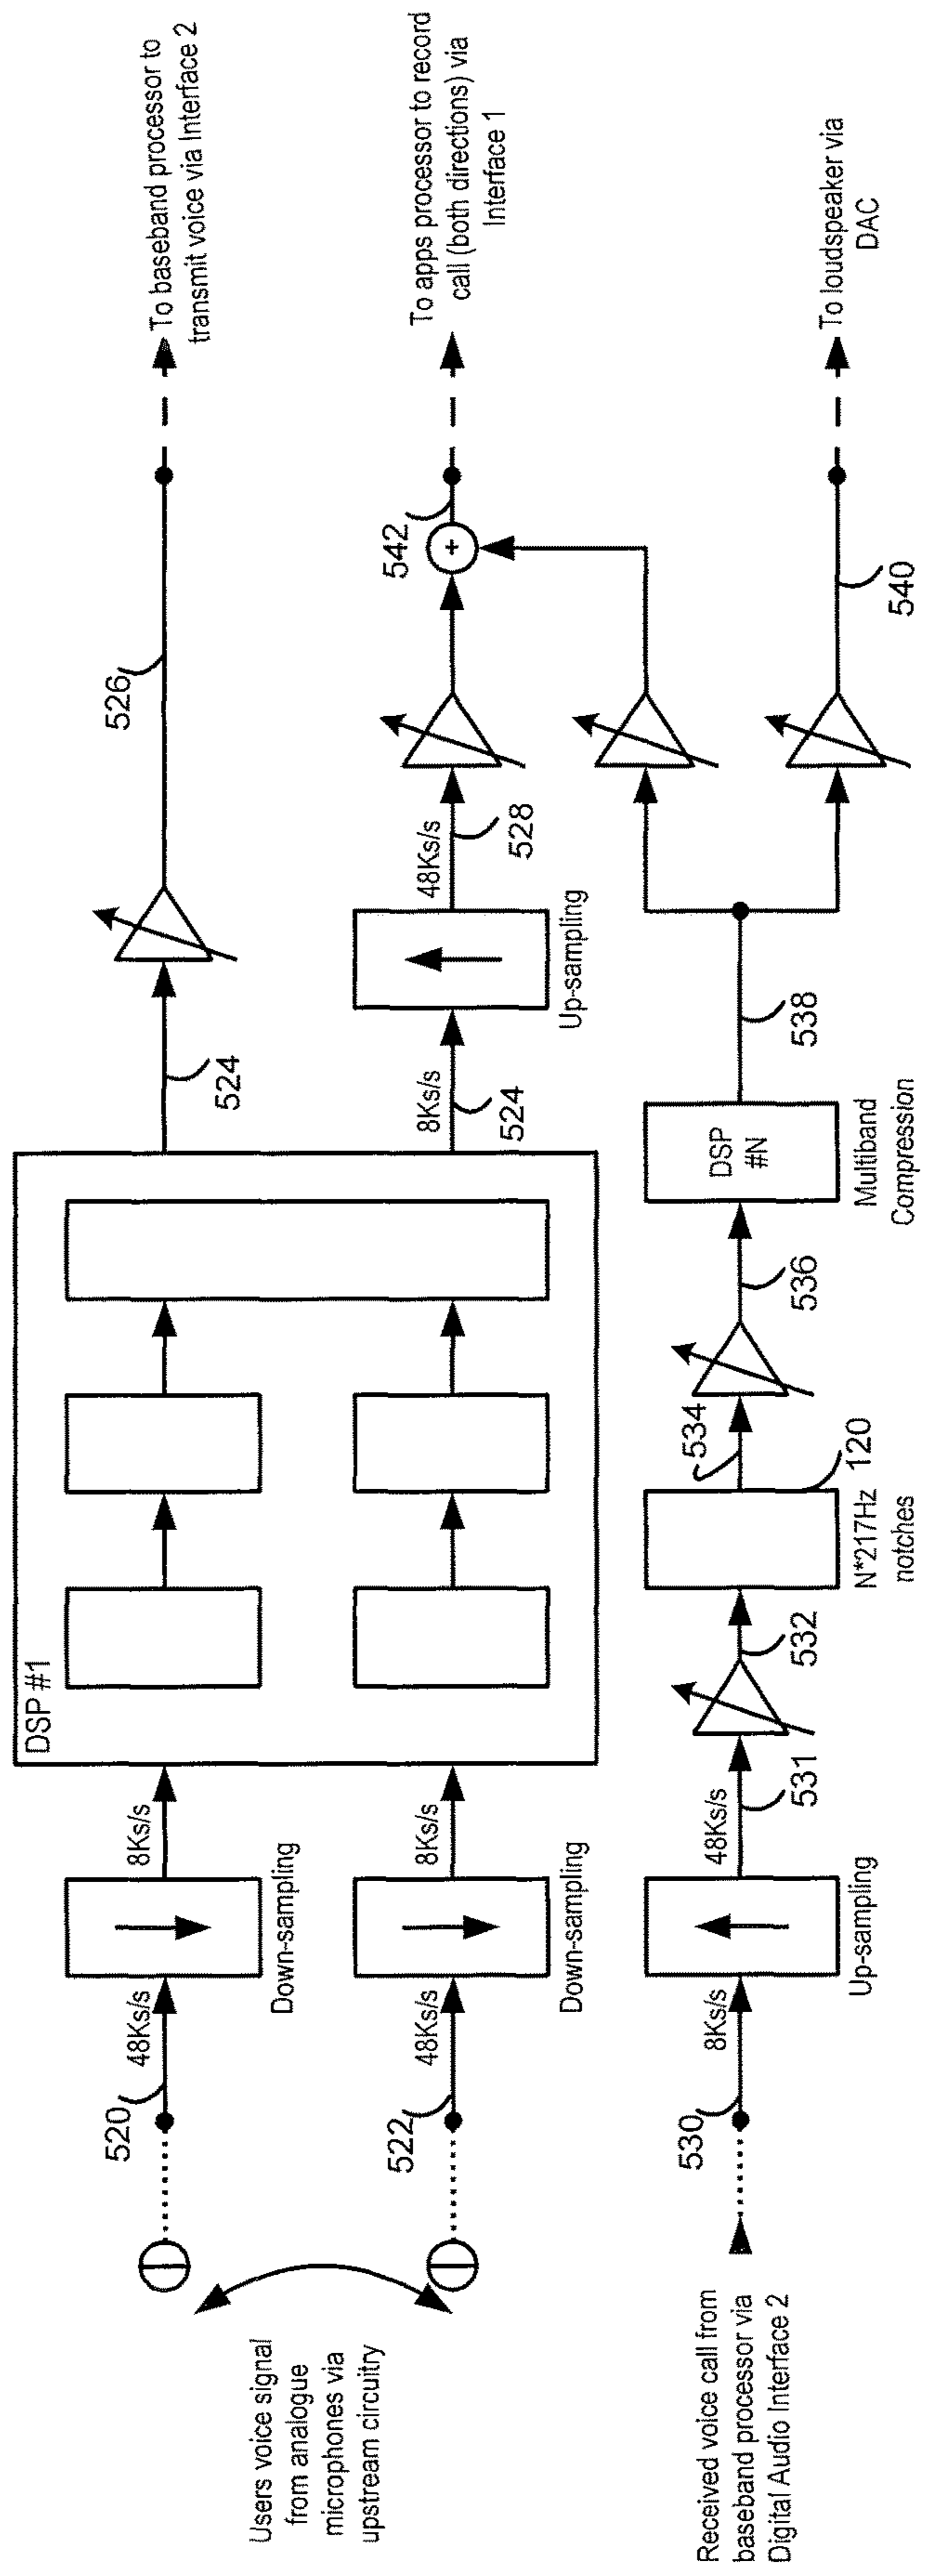 Users voice signal
from analogue
microphones via
upstream circuitry
520
48Ks/s
Down-sampling
8Ks/s
522
48Ks/s
Down-sampling
8Ks/s
DSP #1
524
526
To baseband processor to
transmit voice via Interface 2
8Ks/s
524
Up-sampling
48Ks/s
528
542
+
To apps processor to record
call (both directions) via
Interface 1
Received voice call from
baseband processor via
Digital Audio Interface 2
530
8Ks/s
Up-sampling
48Ks/s
531
532
N*217Hz
notches
120
534
536
DSP
#N
Multiband
Compression
538
540
To loudspeaker via
DAC